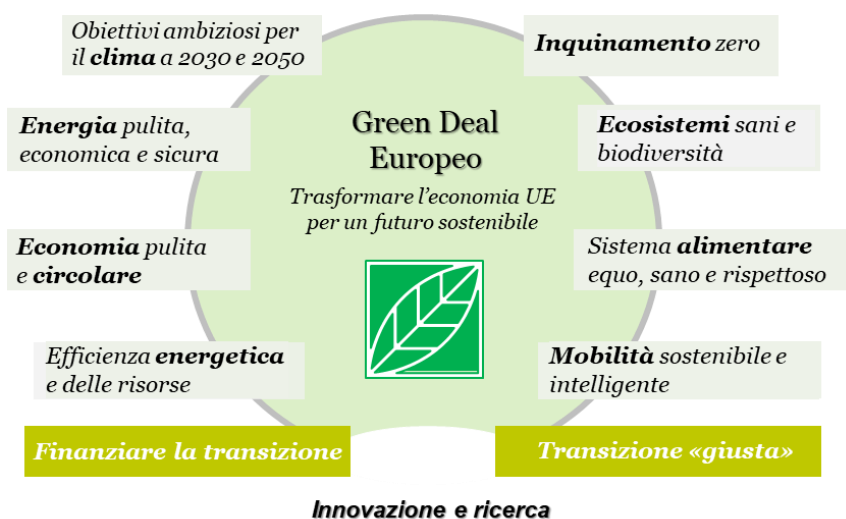 Obiettivi ambiziosi per
il clima a 2030 e 2050
Inquinamento zero
Energia pulita,
economica e sicura
Green Deal
Europeo
Trasformare l'economia UE
per un futuro sostenibile
Ecosistemi sani e
biodiversità
Economia pulita
e circolare
Sistema alimentare
equo, sano e rispettoso
Efficienza energetica
e delle risorse
Mobilità sostenibile e
intelligente
Finanziare la transizione
Transizione «giusta»
Innovazione e ricerca